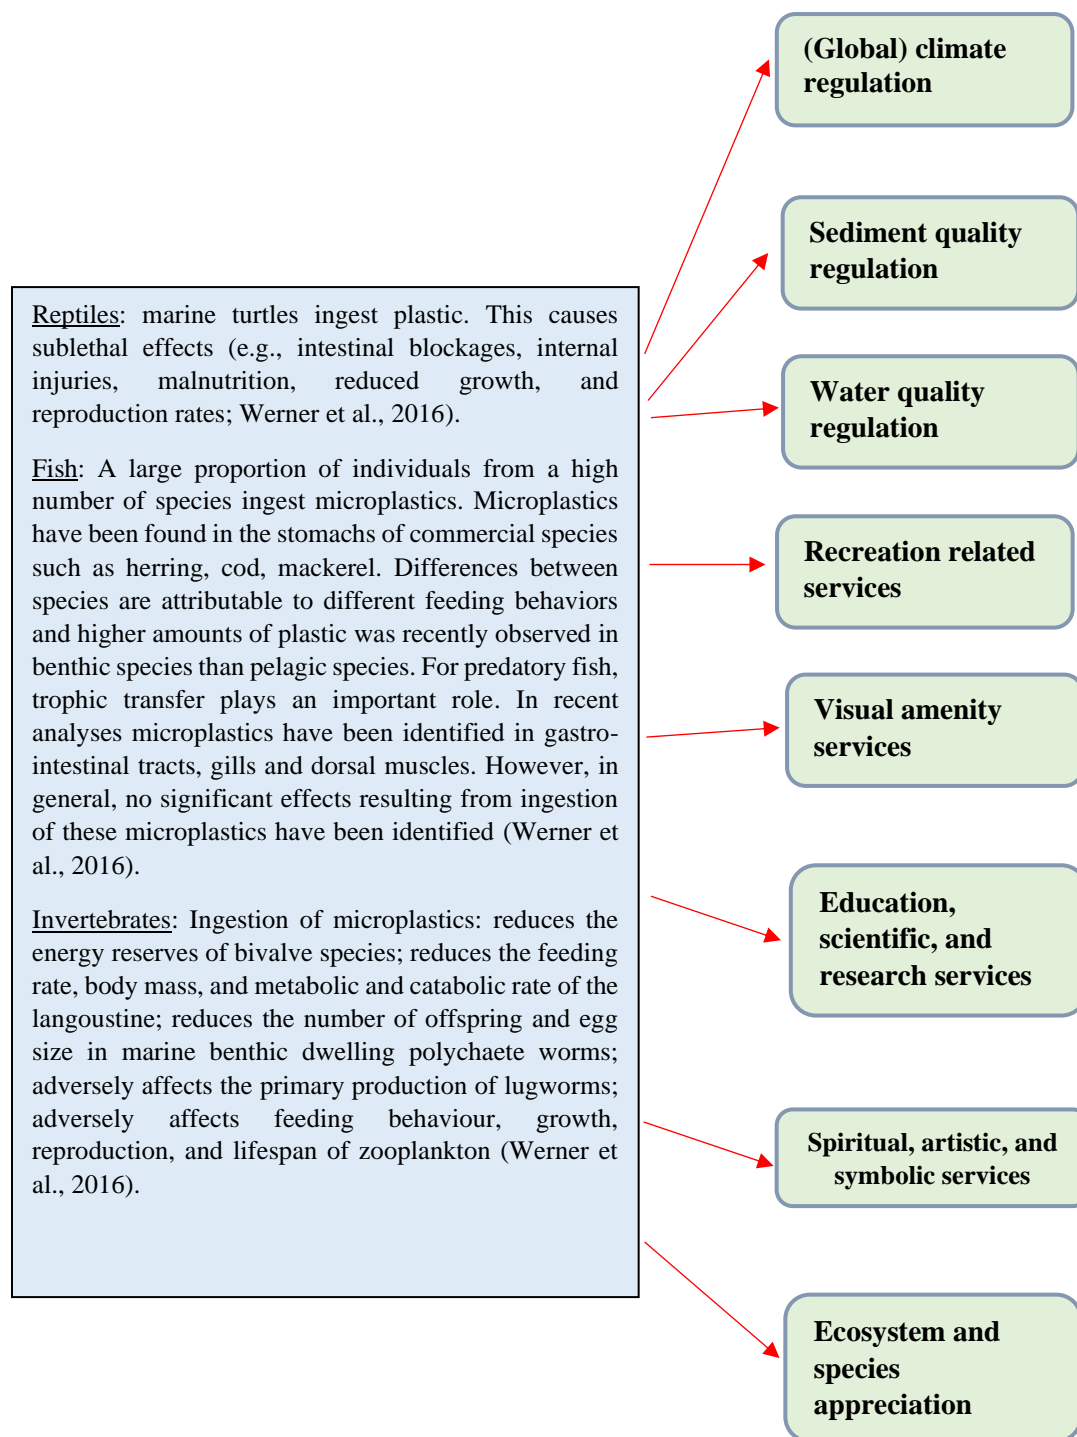 (Global) climate
regulation
Sediment quality
regulation
Reptiles: marine turtles ingest plastic. This causes
sublethal effects (e.g., intestinal blockages, internal
injuries, malnutrition, reduced growth, and
reproduction rates; Werner et al., 2016).
Water quality
regulation
Fish: A large proportion of individuals from a high
number of species ingest microplastics. Microplastics
have been found in the stomachs of commercial species
such as herring, cod, mackerel. Differences between
species are attributable to different feeding behaviors
and higher amounts of plastic was recently observed in
benthic species than pelagic species. For predatory fish,
trophic transfer plays an important role. In recent
analyses microplastics have been identified in gastro-
intestinal tracts, gills and dorsal muscles. However, in
general, no significant effects resulting from ingestion
of these microplastics have been identified (Werner et
al., 2016).
Recreation related
services
Visual amenity
services
Invertebrates: Ingestion of microplastics: reduces the
energy reserves of bivalve species; reduces the feeding
rate, body mass, and metabolic and catabolic rate of the
langoustine; reduces the number of offspring and egg
size in marine benthic dwelling polychaete worms;
adversely affects the primary production of lugworms;
adversely affects feeding behaviour, growth,
reproduction, and lifespan of zooplankton (Werner et
al., 2016).
Education,
scientific, and
research services
Spiritual, artistic, and
symbolic services
Ecosystem and
species
appreciation